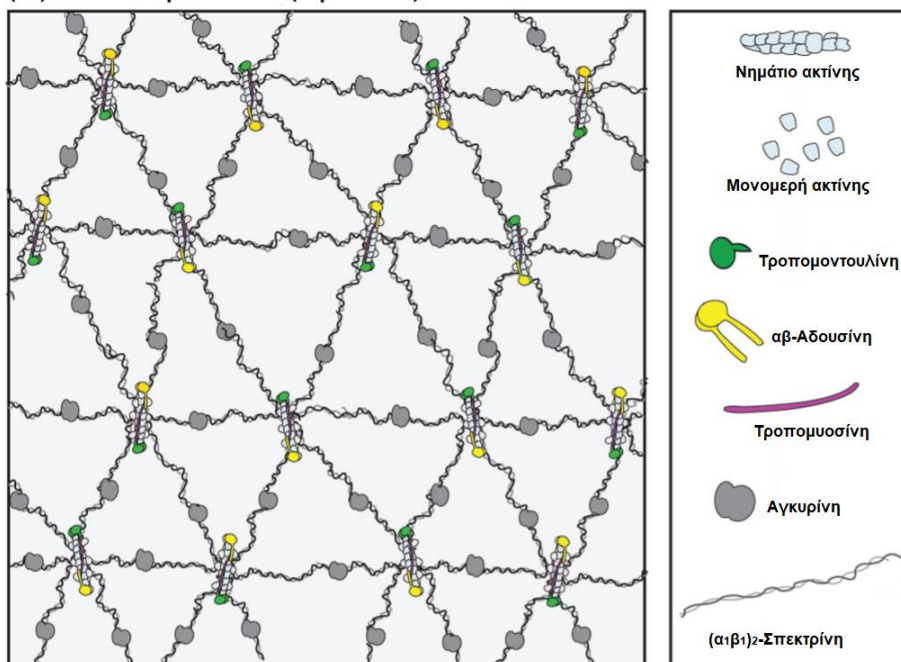 Νημάτιο ακτίνης
Μονομερή ακτίνης
Τροπομοντουλίνη
αβ-Αδουσίνη
Τροπομυοσίνη
Αγκυρίνη
(α1β1)2-Σπεκτρίνη